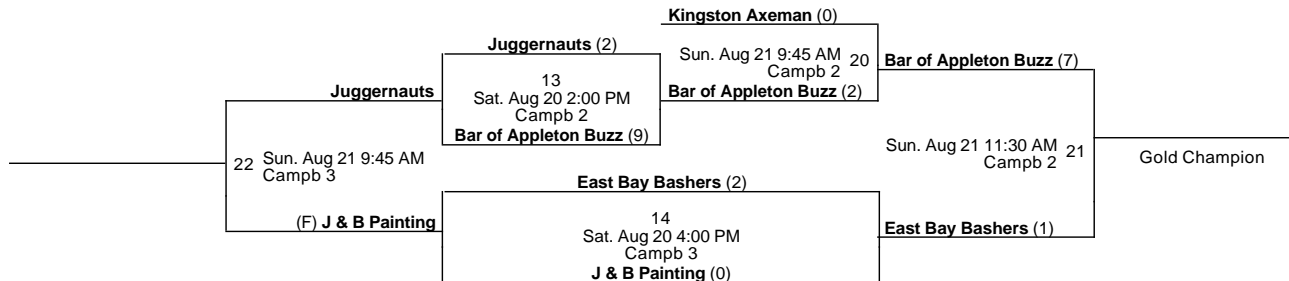 Kingston Axeman (0)
Juggernauts (2)
Sun. Aug 21 9:45 AM 20
Campb 2
Bar of Appleton Buzz (7)
13
Juggernauts
Sat. Aug 20 2:00 PM
Campb 2
Bar of Appleton Buzz (2)
Bar of Appleton Buzz (9)
Sun. Aug 21 11:30 AM 21
Campb 2
Gold Champion
22 Sun. Aug 21 9:45 AM
Campb 3
East Bay Bashers (2)
(F) J & B Painting
14
Sat. Aug 20 4:00 PM
Campb 3
East Bay Bashers (1)
J & B Painting (0)